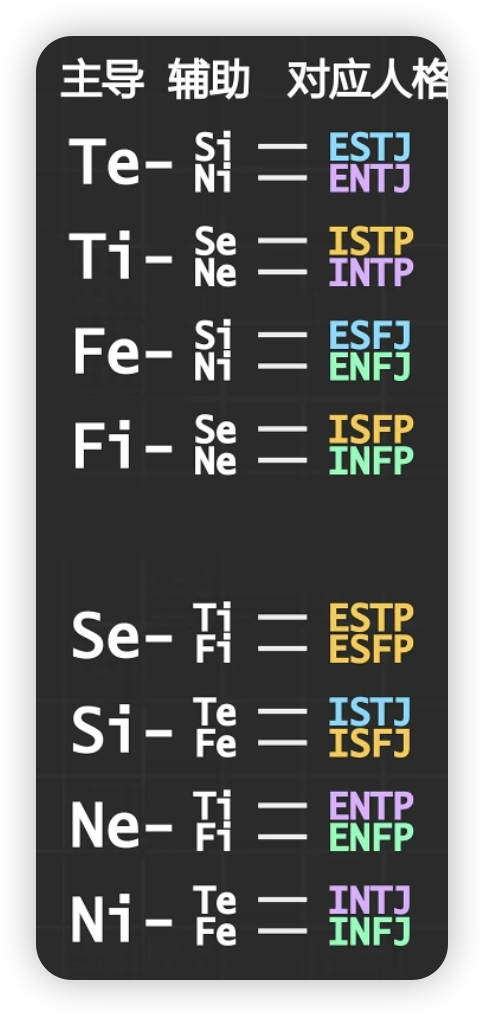 主导 辅助 对应人格
Te- Si — ESTJ
Ni — ENTJ
Ti- Se — ISTP
Ne — INTP
Fe- Si — ESFJ
Ni — ENFJ
Fi- Se — ISFP
Ne — INFP
Se- Ti — ESTP
Fi — ESFP
Si- Te — ISTJ
Fe — ISFJ
Ne- Ti — ENTP
Fi — ENFP
Ni- Te — INTJ
Fe — INFJ